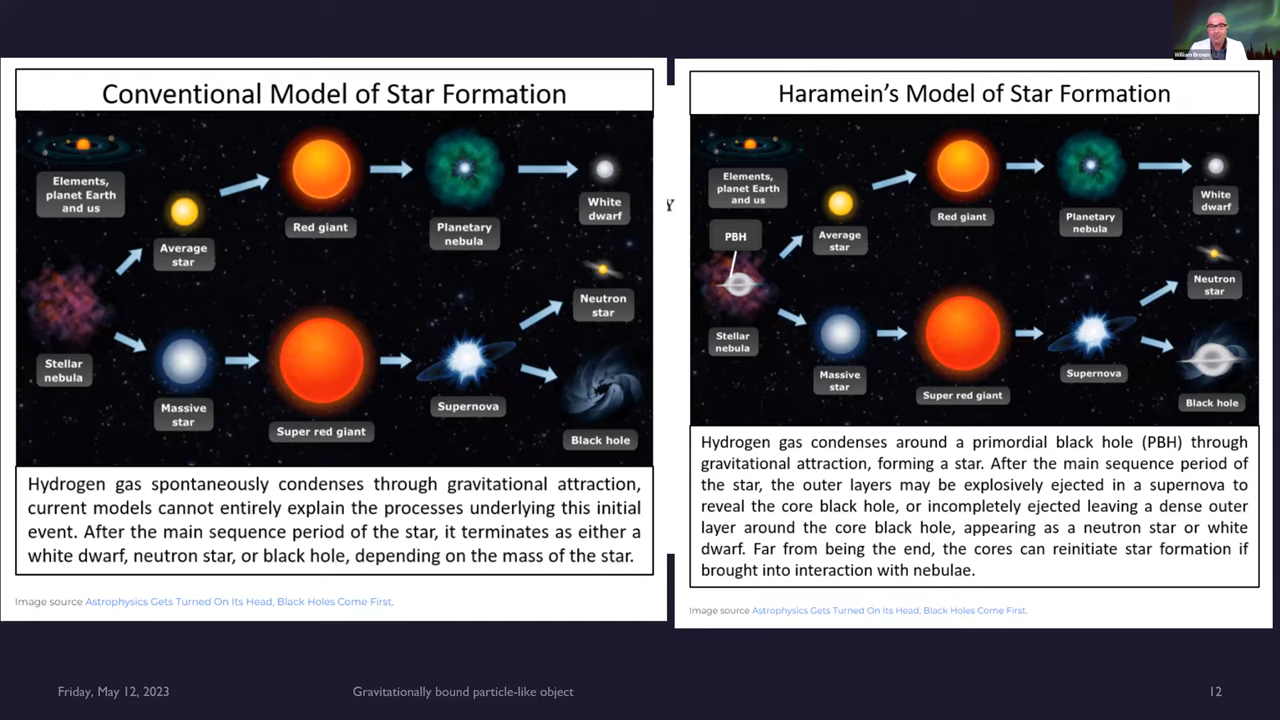 William Brown
Conventional Model of Star Formation
Elements,
planet Earth
and us
Average
star
Red giant
Planetary
nebula
White
dwarf
Stellar
nebula
Massive
star
Super red giant
Supernova
Neutron
star
Black hole
Hydrogen gas spontaneously condenses through gravitational attraction,
current models cannot entirely explain the processes underlying this initial
event. After the main sequence period of the star, it terminates as either a
white dwarf, neutron star, or black hole, depending on the mass of the star.
Image source Astrophysics Gets Turned On Its Head, Black Holes Come First.
Y
Haramein's Model of Star Formation
Elements,
planet Earth
and us
PBH
Average
star
Red giant
Planetary
nebula
White
dwarf
Stellar
nebula
Massive
star
Super red giant
Supernova
Neutron
star
Black hole
Hydrogen gas condenses around a primordial black hole (PBH) through
gravitational attraction, forming a star. After the main sequence period of
the star, the outer layers may be explosively ejected in a supernova to
reveal the core black hole, or incompletely ejected leaving a dense outer
layer around the core black hole, appearing as a neutron star or white
dwarf. Far from being the end, the cores can reinitiate star formation if
brought into interaction with nebulae.
Image source Astrophysics Gets Turned On Its Head, Black Holes Come First.
Friday, May 12, 2023
Gravitationally bound particle-like object
12